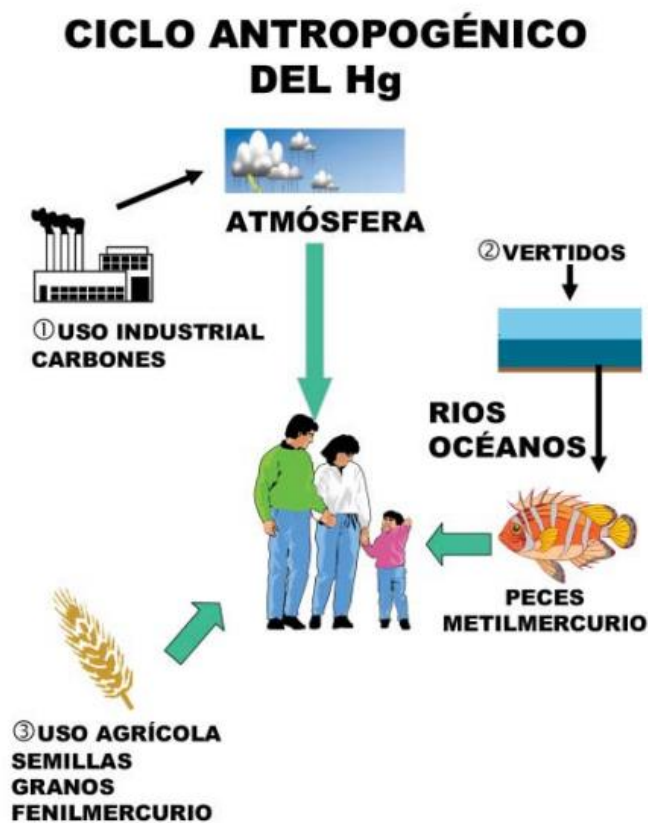 CICLO ANTROPOGÉNICO
DEL Hg
ATMÓSFERA
①USO INDUSTRIAL
CARBONES
②VERTIDOS
RIOS
OCÉANOS
PECES
METILMERCURIO
③USO AGRÍCOLA
SEMILLAS
GRANOS
FENILMERCURIO